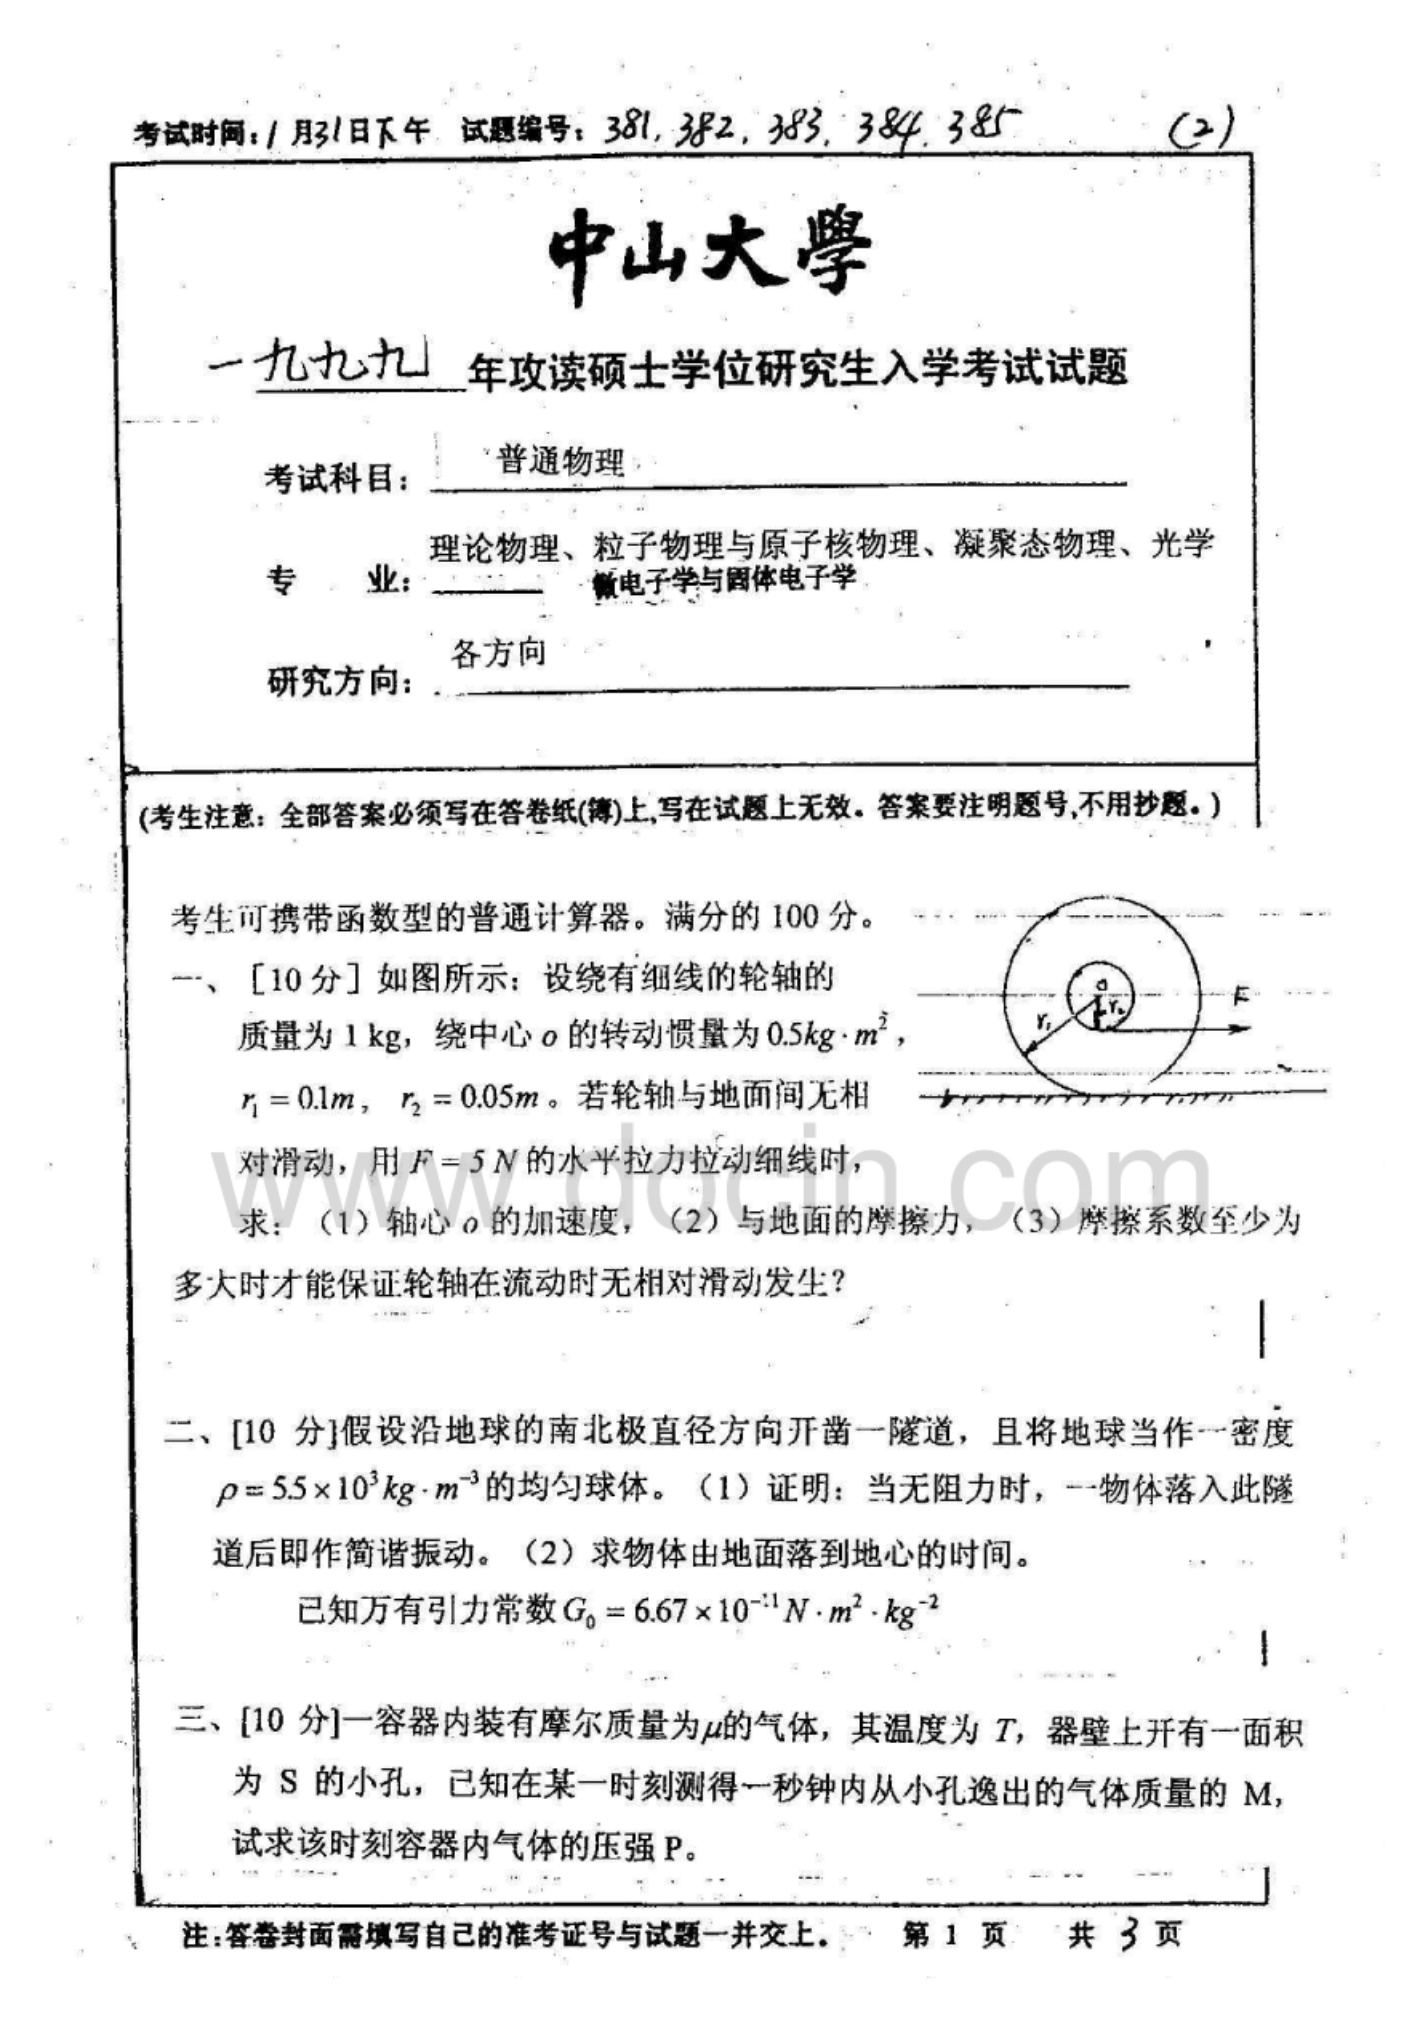 考试时间：1月31日下午 试题编号：381，382，383，384，385 (2)
中山大學
一九九九年攻读硕士学位研究生入学考试试题
考试科目： 普通物理
理论物理、粒子物理与原子核物理、凝聚态物理、光学
专 业： 微电子学与固体电子学
研究方向： 各方向
(考生注意：全部答案必须写在答卷纸(簿)上,写在试题上无效。答案要注明题号,不用抄题。)
考生可携带函数型的普通计算器。满分的 100 分。
一、［10 分］如图所示：设绕有细线的轮轴的
质量为 1 kg，绕中心 o 的转动惯量为 0.5kg·m²，
r₁ = 0.1m， r₂ = 0.05m。若轮轴与地面间无相
对滑动，用 F = 5 N 的水平拉力拉动细线时，
求：（1）轴心 o 的加速度，（2）与地面的摩擦力，（3）摩擦系数至少为
多大时才能保证轮轴在流动时无相对滑动发生？
o
r₁
r₂
F
二、[10 分]假设沿地球的南北极直径方向开凿一隧道，且将地球当作一密度
ρ = 5.5×10³kg·m⁻³的均匀球体。（1）证明：当无阻力时，一物体落入此隧
道后即作简谐振动。（2）求物体由地面落到地心的时间。
已知万有引力常数 G₀ = 6.67×10⁻¹¹N·m²·kg⁻²
三、[10 分]一容器内装有摩尔质量为μ的气体，其温度为 T，器壁上开有一面积
为 S 的小孔，已知在某一时刻测得一秒钟内从小孔逸出的气体质量的 M，
试求该时刻容器内气体的压强 P。
www.docin.com
注：答卷封面需填写自己的准考证号与试题一并交上。 第 1 页 共 3 页